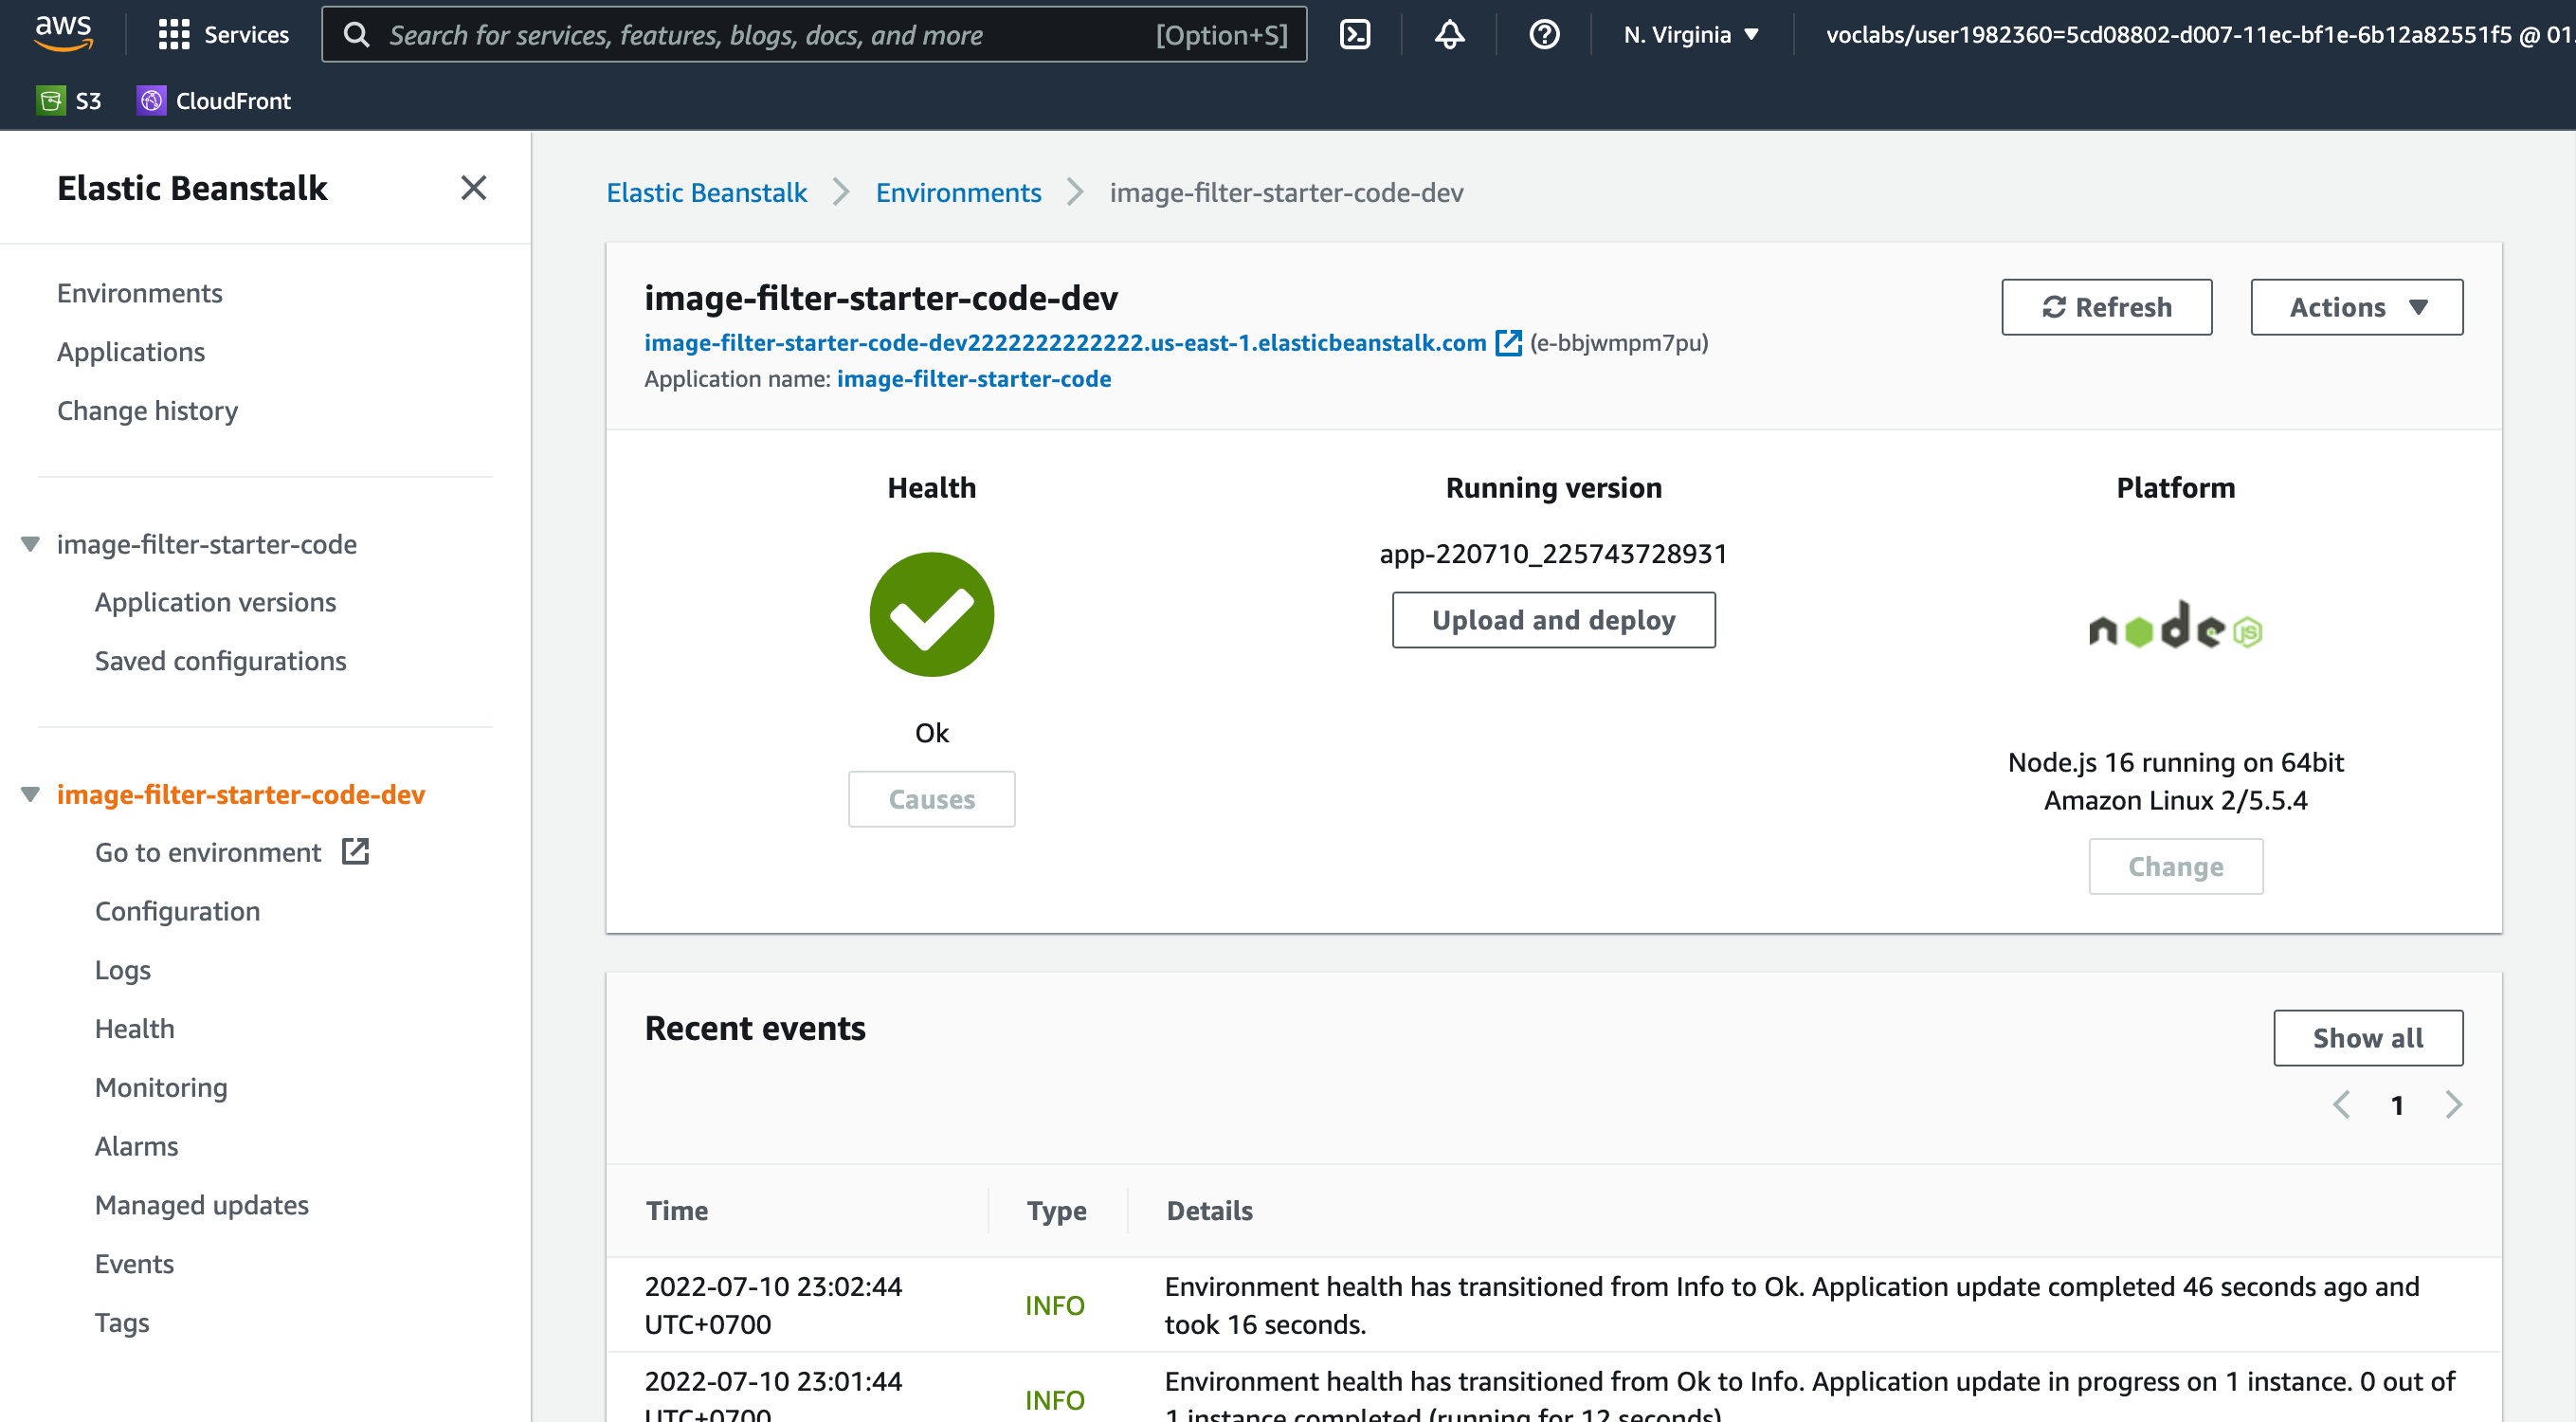 aws
Services
Search for services, features, blogs, docs, and more
[Option+S]
N. Virginia
voclabs/user1982360=5cd08802-d007-11ec-bf1e-6b12a82551f5 @ 01
S3
CloudFront
Elastic Beanstalk
Environments
Applications
Change history
image-filter-starter-code
Application versions
Saved configurations
image-filter-starter-code-dev
Go to environment
Configuration
Logs
Health
Monitoring
Alarms
Managed updates
Events
Tags
Elastic Beanstalk
Environments
image-filter-starter-code-dev
image-filter-starter-code-dev
image-filter-starter-code-dev2222222222222.us-east-1.elasticbeanstalk.com (e-bbjwmpm7pu)
Application name: image-filter-starter-code
Refresh
Actions
Health
Ok
Causes
Running version
app-220710_225743728931
Upload and deploy
Platform
node JS
Node.js 16 running on 64bit
Amazon Linux 2/5.5.4
Change
Recent events
Show all
1
Time
Type
Details
2022-07-10 23:02:44
UTC+0700
INFO
Environment health has transitioned from Info to Ok. Application update completed 46 seconds ago and
took 16 seconds.
2022-07-10 23:01:44
UTC+0700
INFO
Environment health has transitioned from Ok to Info. Application update in progress on 1 instance. 0 out of
1 instance completed (running for 12 seconds).